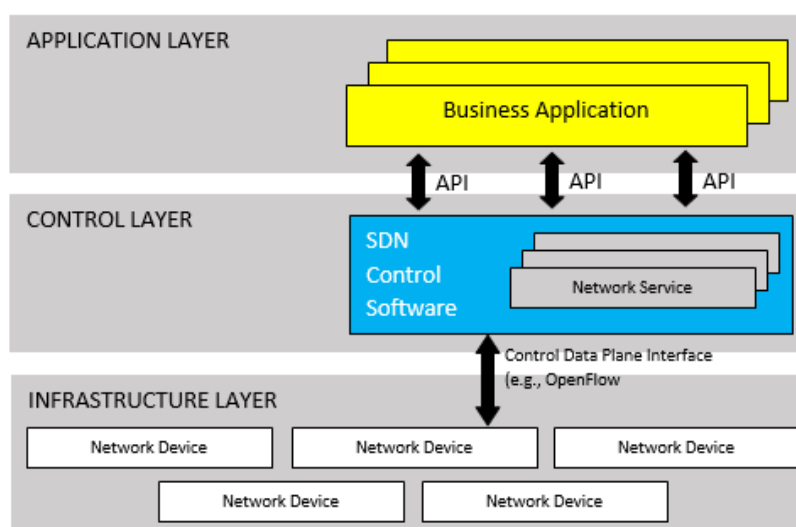 APPLICATION LAYER
Business Application
API
API
API
CONTROL LAYER
SDN
Control
Software
Network Service
Control Data Plane Interface
(e.g., OpenFlow
INFRASTRUCTURE LAYER
Network Device
Network Device
Network Device
Network Device
Network Device